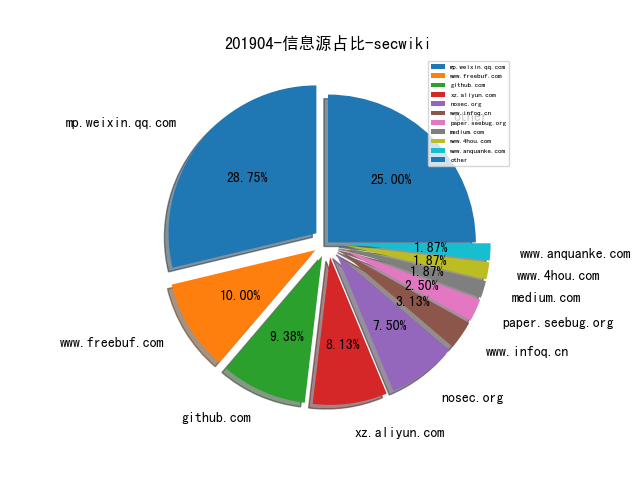 201904-信息源占比-secwiki
mp.weixin.qq.com
www.freebuf.com
github.com
xz.aliyun.com
nosec.org
www.infoq.cn
paper.seebug.org
medium.com
www.4hou.com
www.anquanke.com
other
mp.weixin.qq.com
28.75%
25.00%
www.freebuf.com
10.00%
github.com
9.38%
xz.aliyun.com
8.13%
nosec.org
7.50%
www.infoq.cn
3.13%
paper.seebug.org
2.50%
medium.com
1.87%
www.4hou.com
1.87%
www.anquanke.com
1.87%